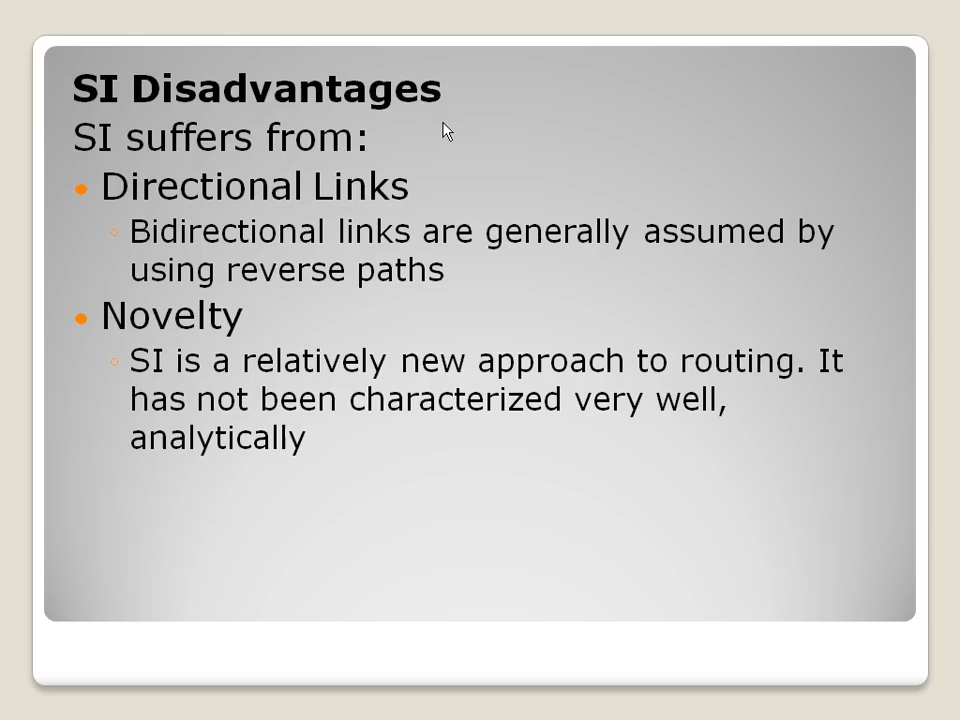 SI Disadvantages
SI suffers from:
Directional Links
Bidirectional links are generally assumed by
using reverse paths
Novelty
SI is a relatively new approach to routing. It
has not been characterized very well,
analytically